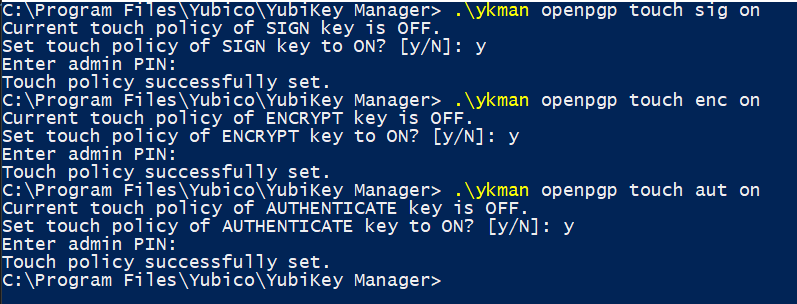 C:\Program Files\Yubico\YubiKey Manager> .\ykman openpgp touch sig on
Current touch policy of SIGN key is OFF.
Set touch policy of SIGN key to ON? [y/N]: y
Enter admin PIN:
Touch policy successfully set.
C:\Program Files\Yubico\YubiKey Manager> .\ykman openpgp touch enc on
Current touch policy of ENCRYPT key is OFF.
Set touch policy of ENCRYPT key to ON? [y/N]: y
Enter admin PIN:
Touch policy successfully set.
C:\Program Files\Yubico\YubiKey Manager> .\ykman openpgp touch aut on
Current touch policy of AUTHENTICATE key is OFF.
Set touch policy of AUTHENTICATE key to ON? [y/N]: y
Enter admin PIN:
Touch policy successfully set.
C:\Program Files\Yubico\YubiKey Manager>